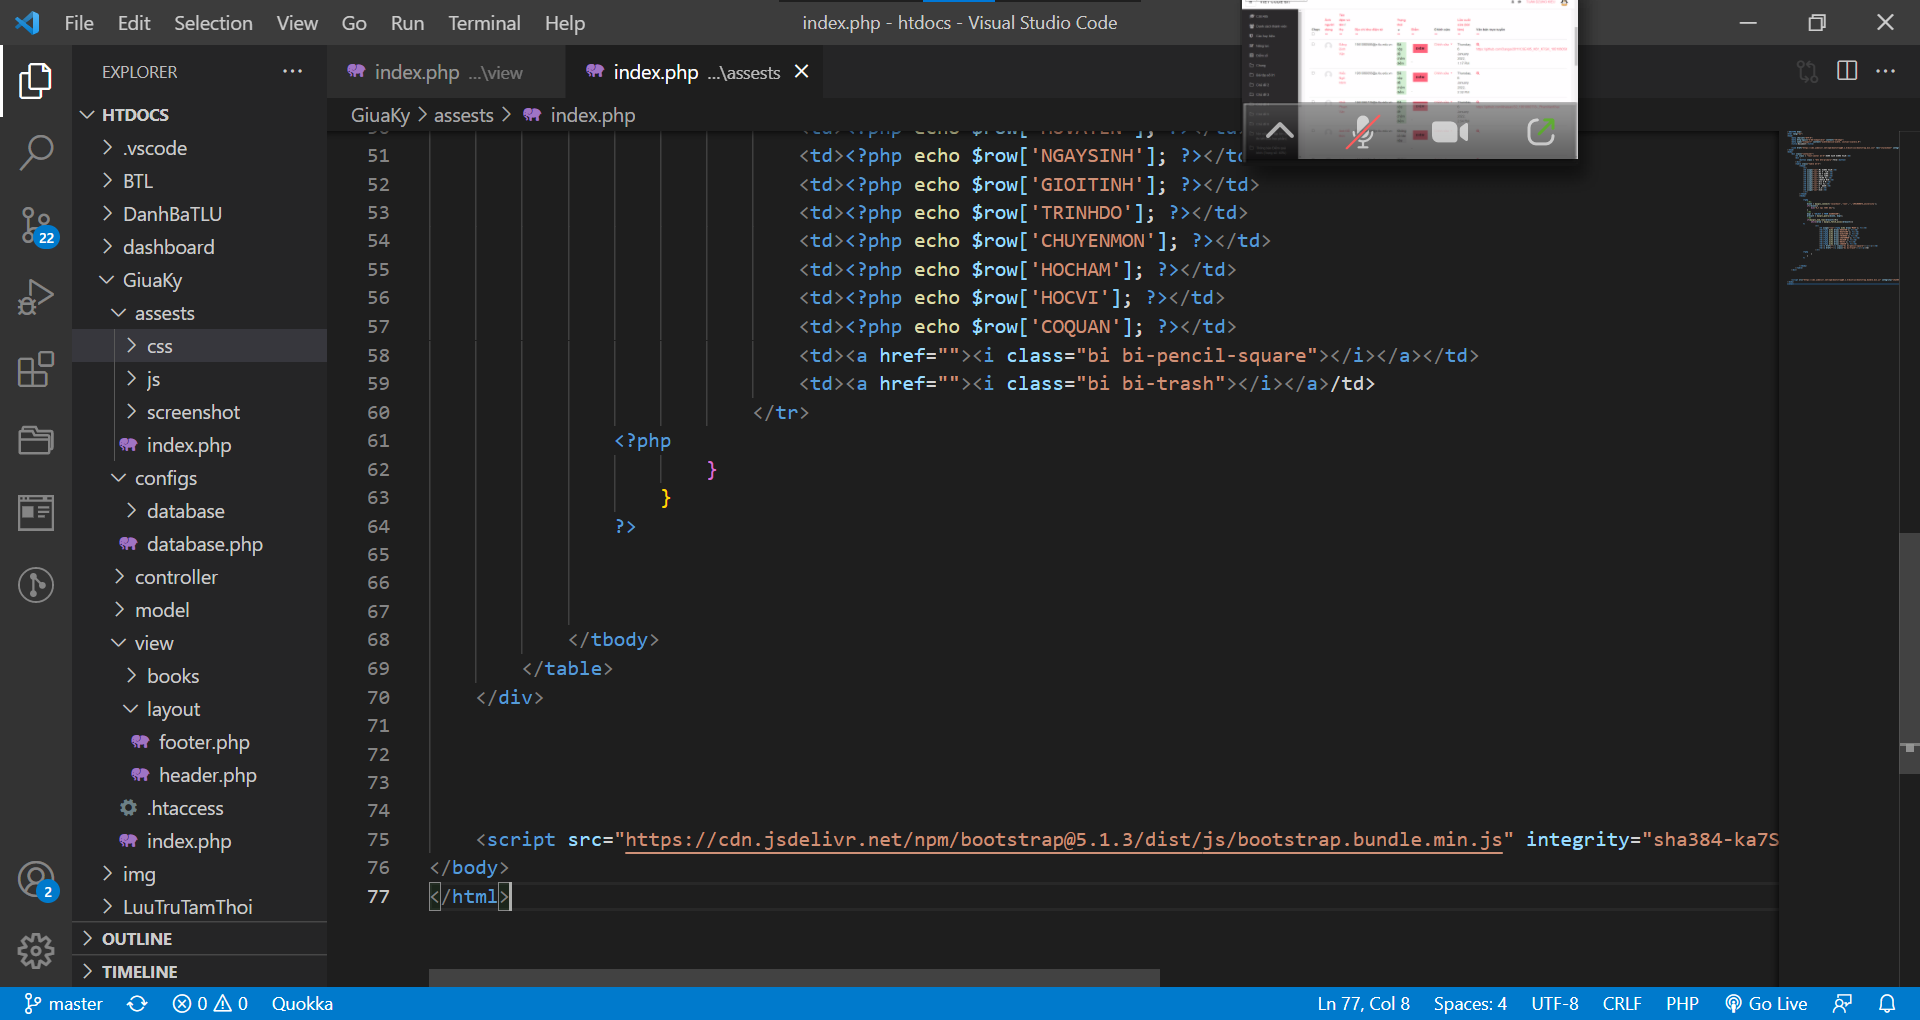 File Edit Selection View Go Run Terminal Help
index.php - htdocs - Visual Studio Code
EXPLORER
index.php ...\view
index.php ...\assests
HTDOCS
GiuaKy > assests > index.php
.vscode
BTL
DanhBaTLU
dashboard
GiuaKy
assests
css
js
screenshot
index.php
configs
database
database.php
controller
model
view
books
layout
footer.php
header.php
.htaccess
index.php
img
LuuTruTamThoi
OUTLINE
TIMELINE
22
2
51 <td><?php echo $row['NGAYSINH']; ?></td
52 <td><?php echo $row['GIOITINH']; ?></td>
53 <td><?php echo $row['TRINHDO']; ?></td>
54 <td><?php echo $row['CHUYENMON']; ?></td>
55 <td><?php echo $row['HOCHAM']; ?></td>
56 <td><?php echo $row['HOCVI']; ?></td>
57 <td><?php echo $row['COQUAN']; ?></td>
58 <td><a href=""><i class="bi bi-pencil-square"></i></a></td>
59 <td><a href=""><i class="bi bi-trash"></i></a>/td>
60 </tr>
61 <?php
62 }
63 }
64 ?>
65
66
67
68 </tbody>
69 </table>
70 </div>
71
72
73
74
75 <script src="https://cdn.jsdelivr.net/npm/bootstrap@5.1.3/dist/js/bootstrap.bundle.min.js" integrity="sha384-ka7S
76 </body>
77 </html>
master 0 0 Quokka
Ln 77, Col 8 Spaces: 4 UTF-8 CRLF PHP Go Live